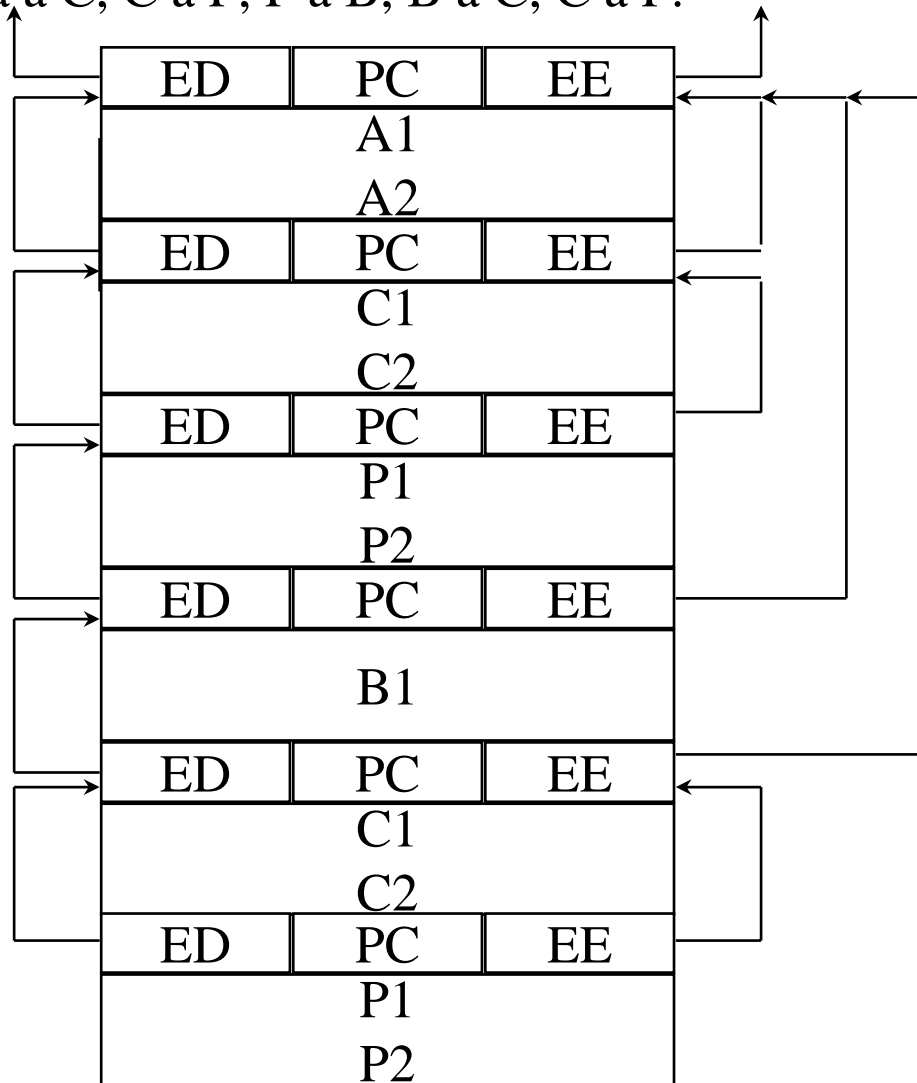 a C, C a P, P a B, B a C, C a P.
ED PC EE
A1
A2
ED PC EE
C1
C2
ED PC EE
P1
P2
ED PC EE
B1
ED PC EE
C1
C2
ED PC EE
P1
P2